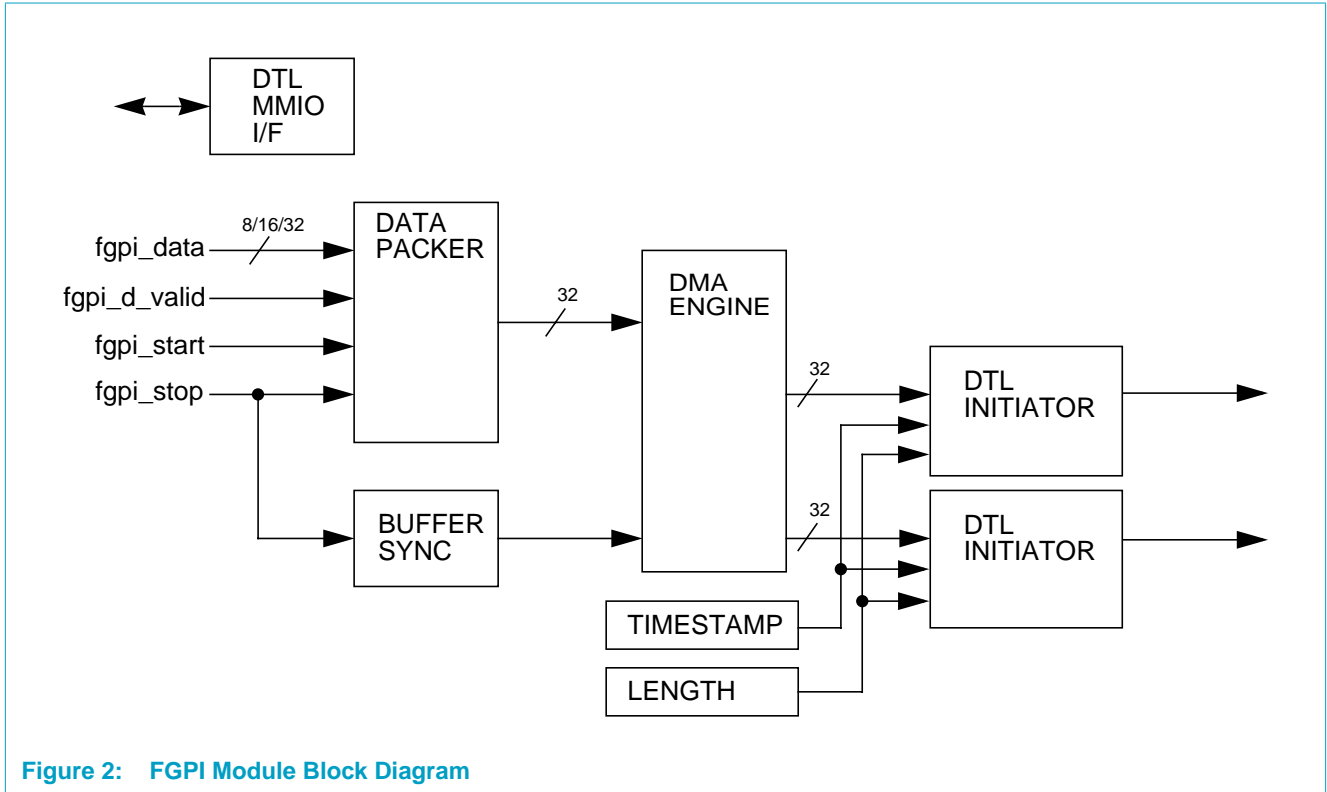 DTL
MMIO
I/F
8/16/32
fgpi_data
fgpi_d_valid
fgpi_start
fgpi_stop
DATA
PACKER
32
BUFFER
SYNC
DMA
ENGINE
32
32
DTL
INITIATOR
DTL
INITIATOR
TIMESTAMP
LENGTH
Figure 2: FGPI Module Block Diagram